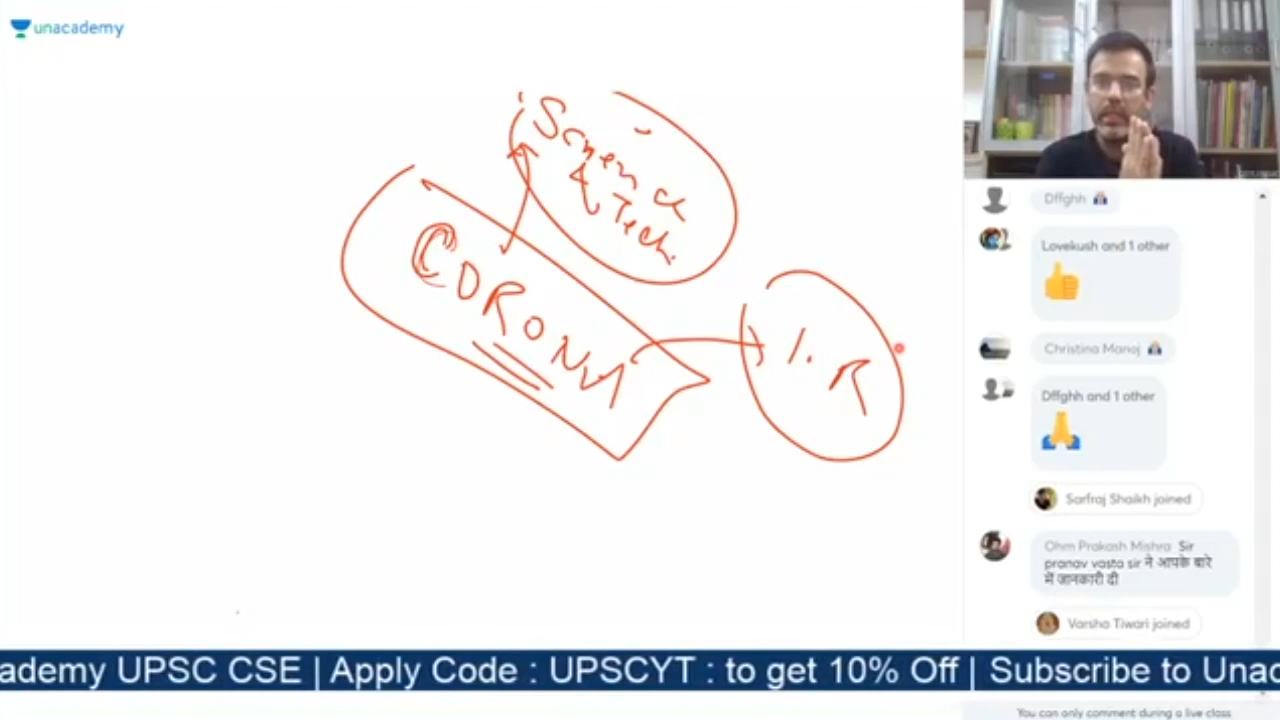 unacademy
Science
& Tech.
CORONA
I. R
Dffghh
Lovekush and 1 other
Christina Manoj
Dffghh and 1 other
Sarfraj Shaikh joined
Ohm Prakash Mishra Sir
pranav vasta sir ने आपके बारे
में जानकारी दी
Varsha Tiwari joined
ademy UPSC CSE | Apply Code : UPSCYT : to get 10% Off | Subscribe to Unac
You can only comment during a live class